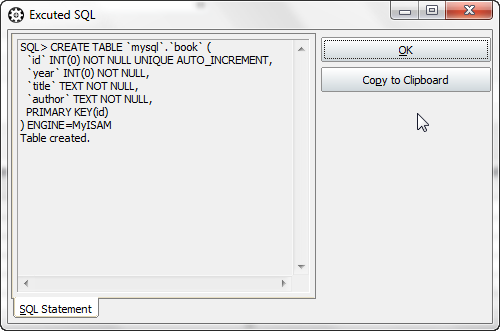 Excuted SQL
SQL> CREATE TABLE `mysql`.`book` (
`id` INT(0) NOT NULL UNIQUE AUTO_INCREMENT,
`year` INT(0) NOT NULL,
`title` TEXT NOT NULL,
`author` TEXT NOT NULL,
PRIMARY KEY(id)
) ENGINE=MyISAM
Table created.
OK
Copy to Clipboard
SQL Statement